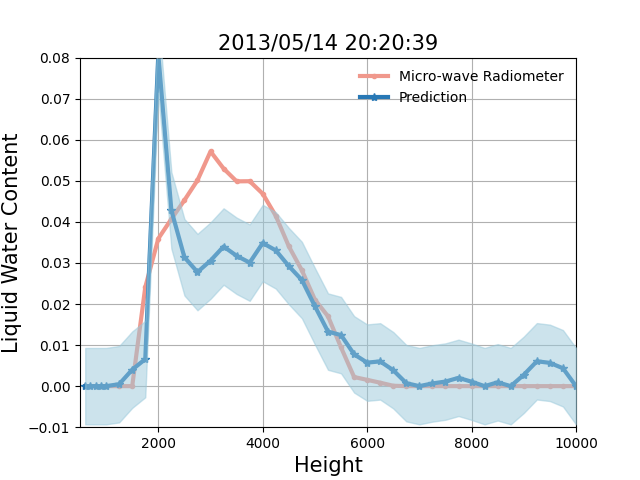 2013/05/14 20:20:39
Micro-wave Radiometer
Prediction
Liquid Water Content
0.08
0.07
0.06
0.05
0.04
0.03
0.02
0.01
0.00
−0.01
2000 4000 6000 8000 10000
Height